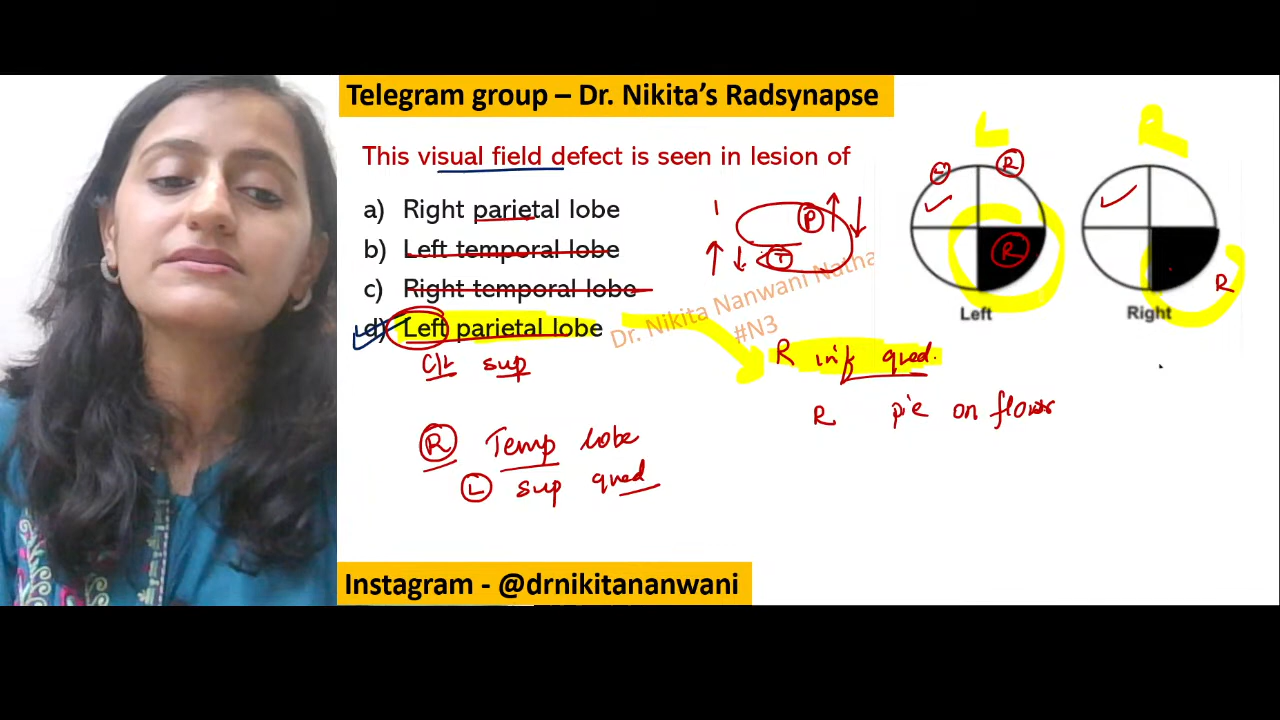 Telegram group – Dr. Nikita's Radsynapse
This visual field defect is seen in lesion of
a) Right parietal lobe
b) Left temporal lobe
c) Right temporal lobe
d) Left parietal lobe
C/L sup
R Temp lobe
L sup quad
P
T
Dr. Nikita Nanwani Natha
#N3
L
R
L R
R
R
Left
Right
R inf quad.
R pie on floor
Instagram - @drnikitananwani